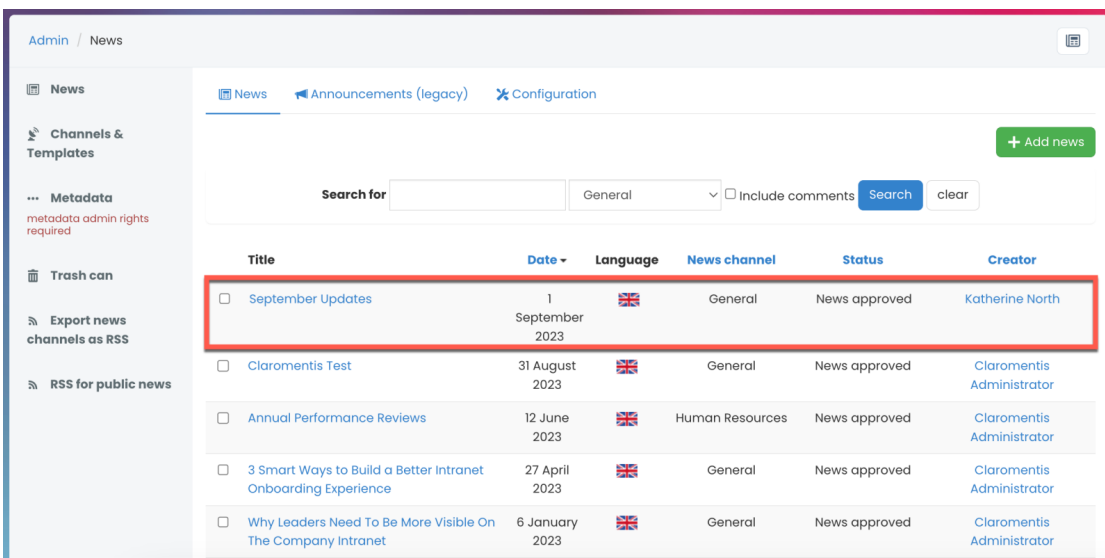 Admin / News
News
Channels &
Templates
Metadata
metadata admin rights
required
Trash can
Export news
channels as RSS
RSS for public news
News Announcements (legacy) Configuration
+ Add news
Search for General Include comments Search clear
Title Date Language News channel Status Creator
September Updates 1 General News approved Katherine North
September
2023
Claromentis Test 31 August General News approved Claromentis
2023 Administrator
Annual Performance Reviews 12 June Human Resources News approved Claromentis
2023 Administrator
3 Smart Ways to Build a Better Intranet 27 April General News approved Claromentis
Onboarding Experience 2023 Administrator
Why Leaders Need To Be More Visible On 6 January General News approved Claromentis
The Company Intranet 2023 Administrator